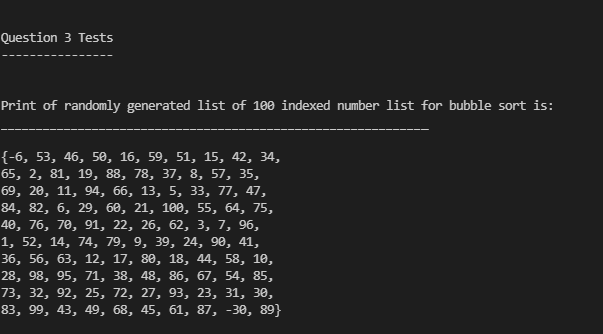 Question 3 Tests
----------------
Print of randomly generated list of 100 indexed number list for bubble sort is:
_____________________________________________________________
{-6, 53, 46, 50, 16, 59, 51, 15, 42, 34,
65, 2, 81, 19, 88, 78, 37, 8, 57, 35,
69, 20, 11, 94, 66, 13, 5, 33, 77, 47,
84, 82, 6, 29, 60, 21, 100, 55, 64, 75,
40, 76, 70, 91, 22, 26, 62, 3, 7, 96,
1, 52, 14, 74, 79, 9, 39, 24, 90, 41,
36, 56, 63, 12, 17, 80, 18, 44, 58, 10,
28, 98, 95, 71, 38, 48, 86, 67, 54, 85,
73, 32, 92, 25, 72, 27, 93, 23, 31, 30,
83, 99, 43, 49, 68, 45, 61, 87, -30, 89}